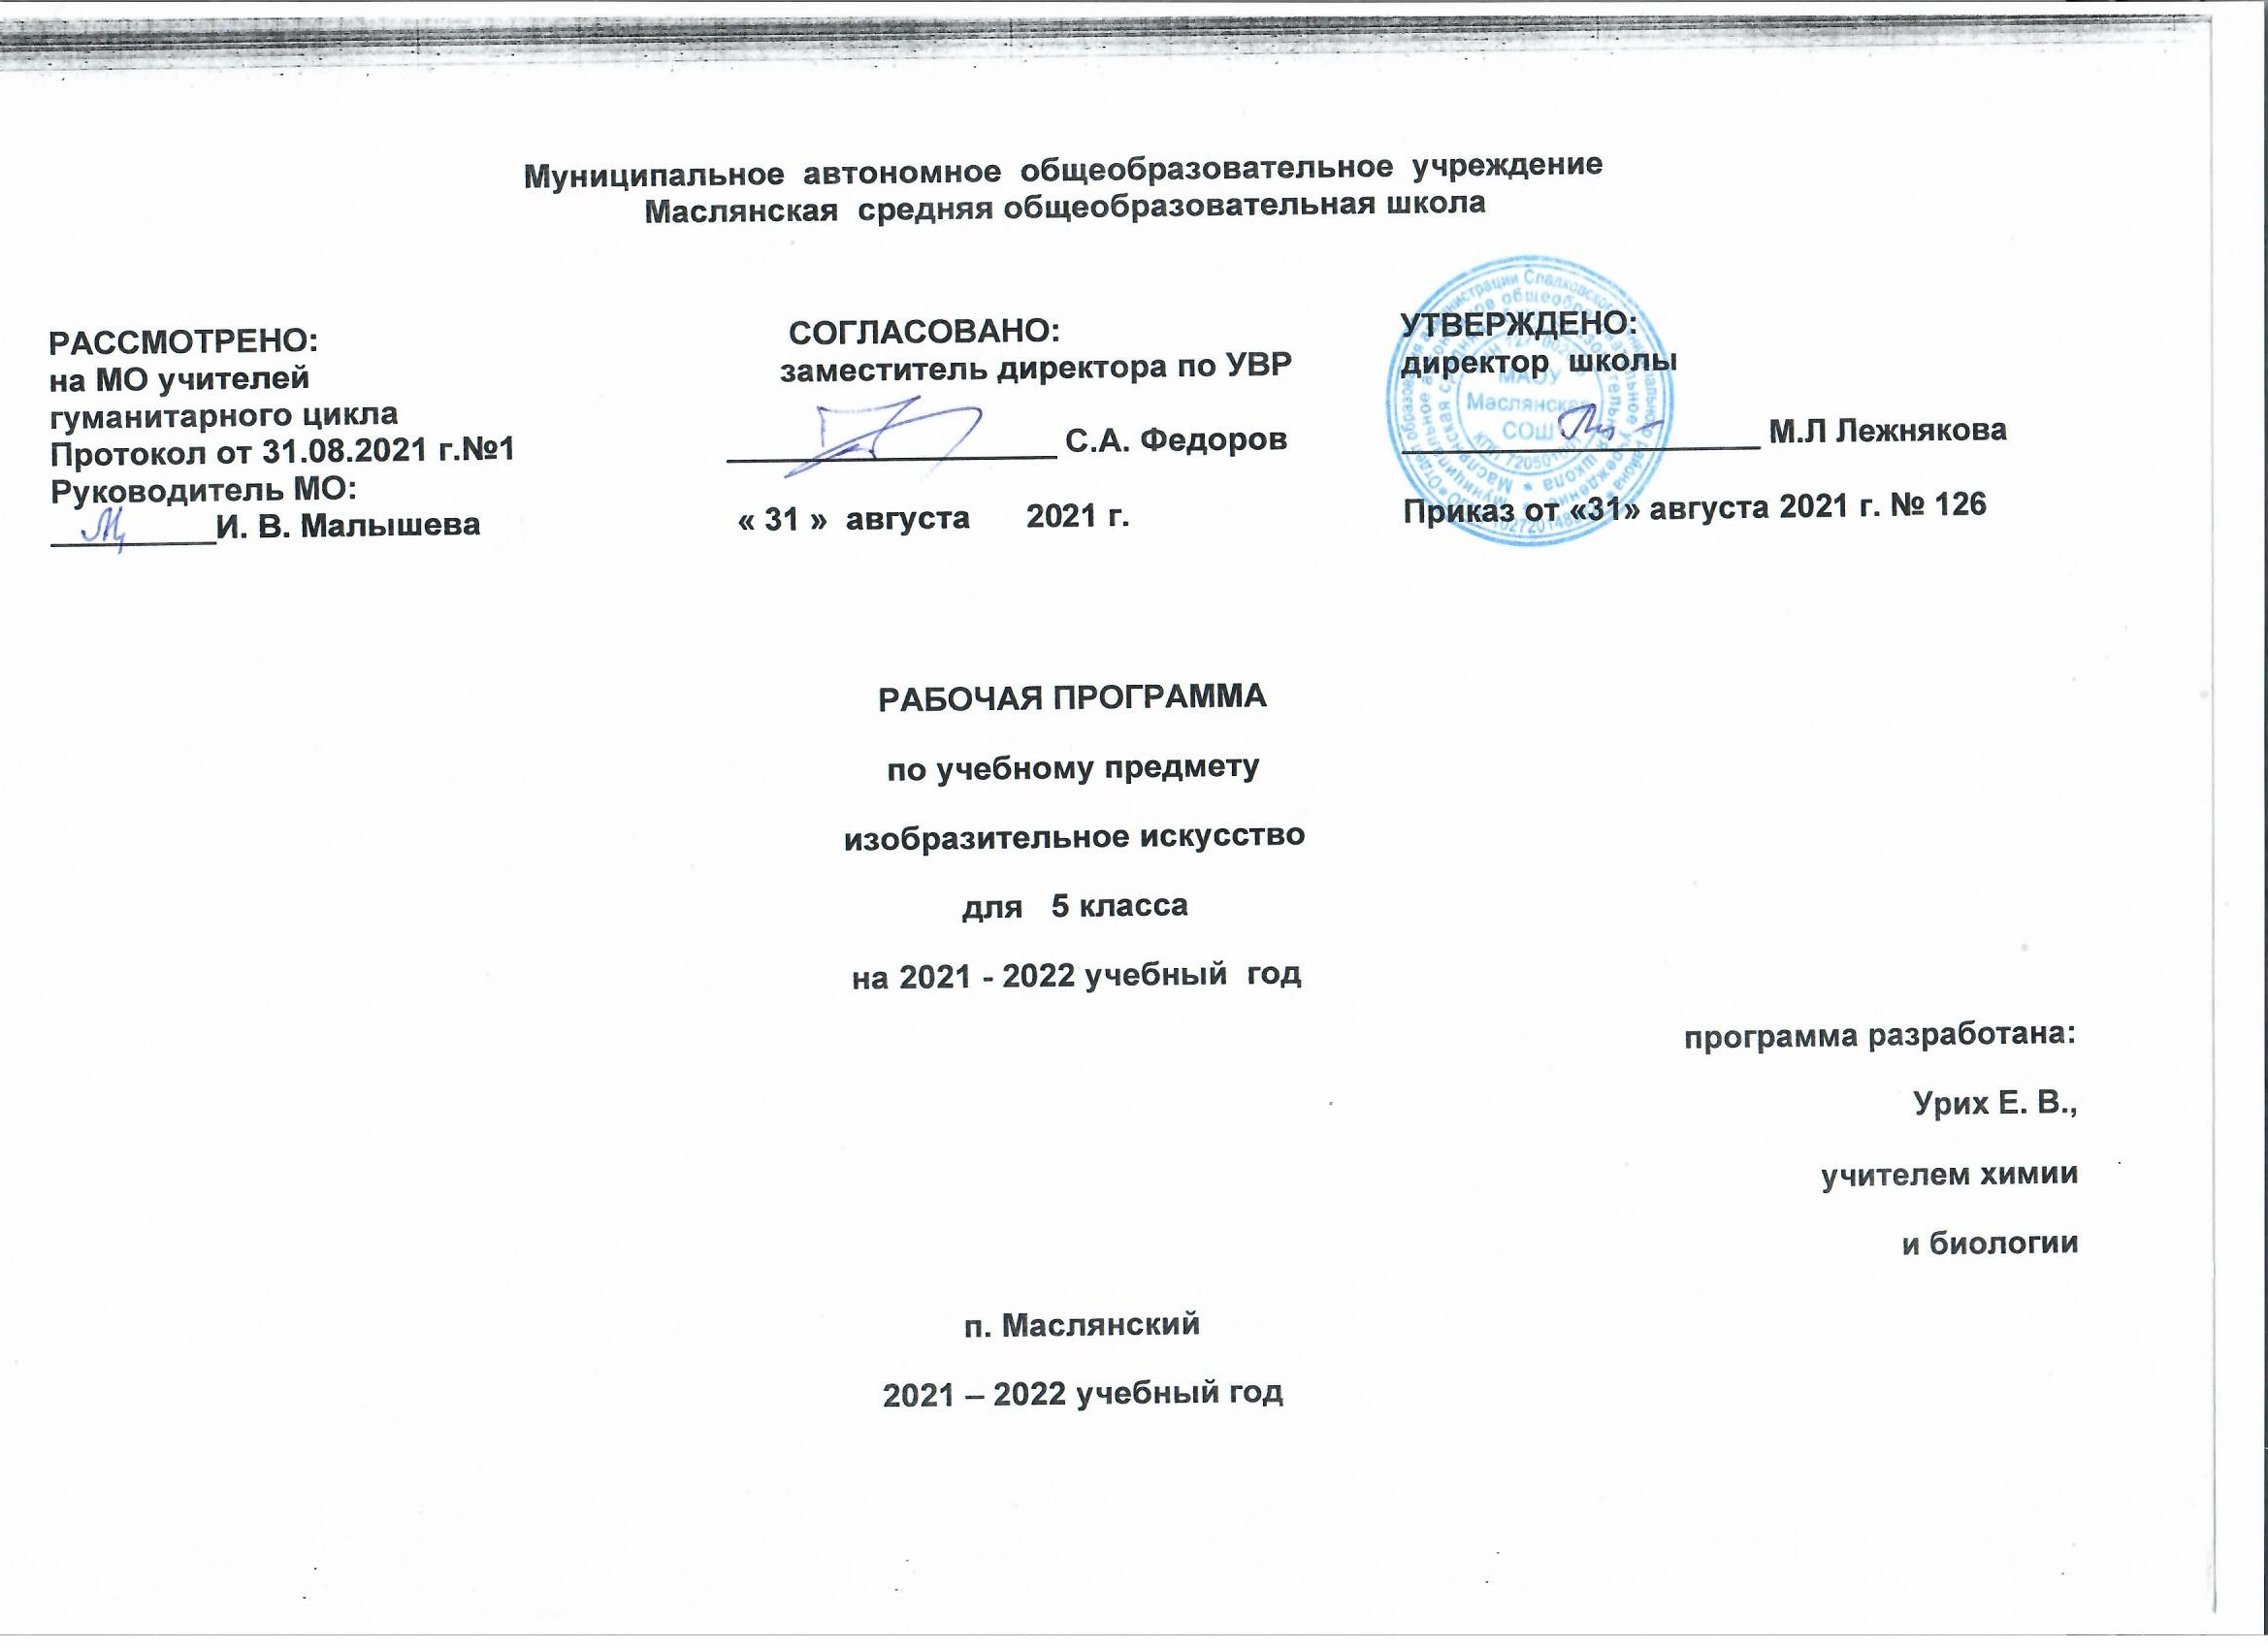 Муниципальное автономное общеобразовательное учреждение
Маслянская средняя общеобразовательная школа
РАССМОТРЕНО:
на МО учителей
гуманитарного цикла
Протокол от 31.08.2021 г.№1
Руководитель МО:
И. В. Малышева
СОГЛАСОВАНО:
заместитель директора по УВР
С.А. Федоров
« 31 » августа 2021 г.
УТВЕРЖДЕНО:
директор школы
М.Л Лежнякова
Приказ от «31» августа 2021 г. № 126
МАОУ
Маслянская
СОШ
РАБОЧАЯ ПРОГРАММА
по учебному предмету
изобразительное искусство
для 5 класса
на 2021 - 2022 учебный год
программа разработана:
Урих Е. В.,
учителем химии
и биологии
п. Маслянский
2021 – 2022 учебный год